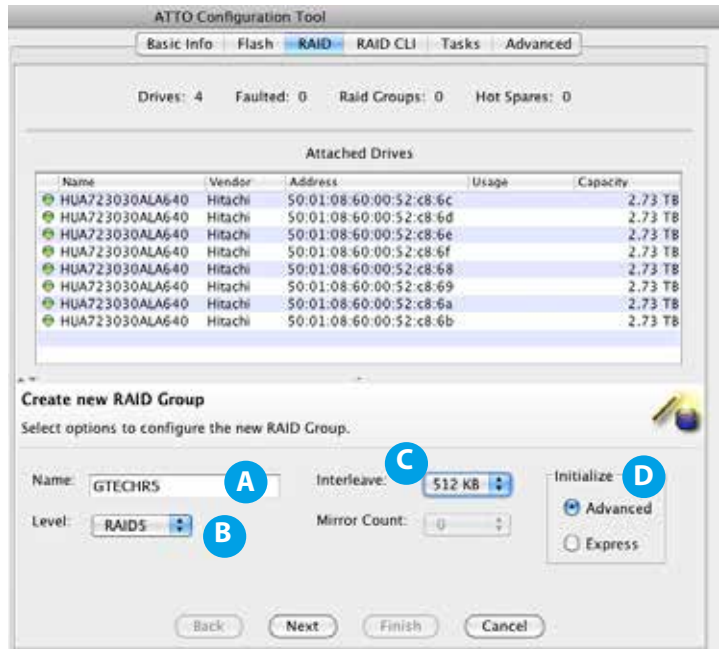 ATTO Configuration Tool
Basic Info Flash RAID RAID CLI Tasks Advanced
Drives: 4 Faulted: 0 Raid Groups: 0 Hot Spares: 0
Attached Drives
Name Vendor Address Usage Capacity
HUA723030ALA640 Hitachi 50:01:08:60:00:52:c8:6c 2.73 TB
HUA723030ALA640 Hitachi 50:01:08:60:00:52:c8:6d 2.73 TB
HUA723030ALA640 Hitachi 50:01:08:60:00:52:c8:6e 2.73 TB
HUA723030ALA640 Hitachi 50:01:08:60:00:52:c8:6f 2.73 TB
HUA723030ALA640 Hitachi 50:01:08:60:00:52:c8:68 2.73 TB
HUA723030ALA640 Hitachi 50:01:08:60:00:52:c8:69 2.73 TB
HUA723030ALA640 Hitachi 50:01:08:60:00:52:c8:6a 2.73 TB
HUA723030ALA640 Hitachi 50:01:08:60:00:52:c8:6b 2.73 TB
Create new RAID Group
Select options to configure the new RAID Group.
Name: GTECHR5 A Interleave: C 512 KB Initialize D
Level: RAID5 B Mirror Count: 0 Advanced
Express
Back Next Finish Cancel